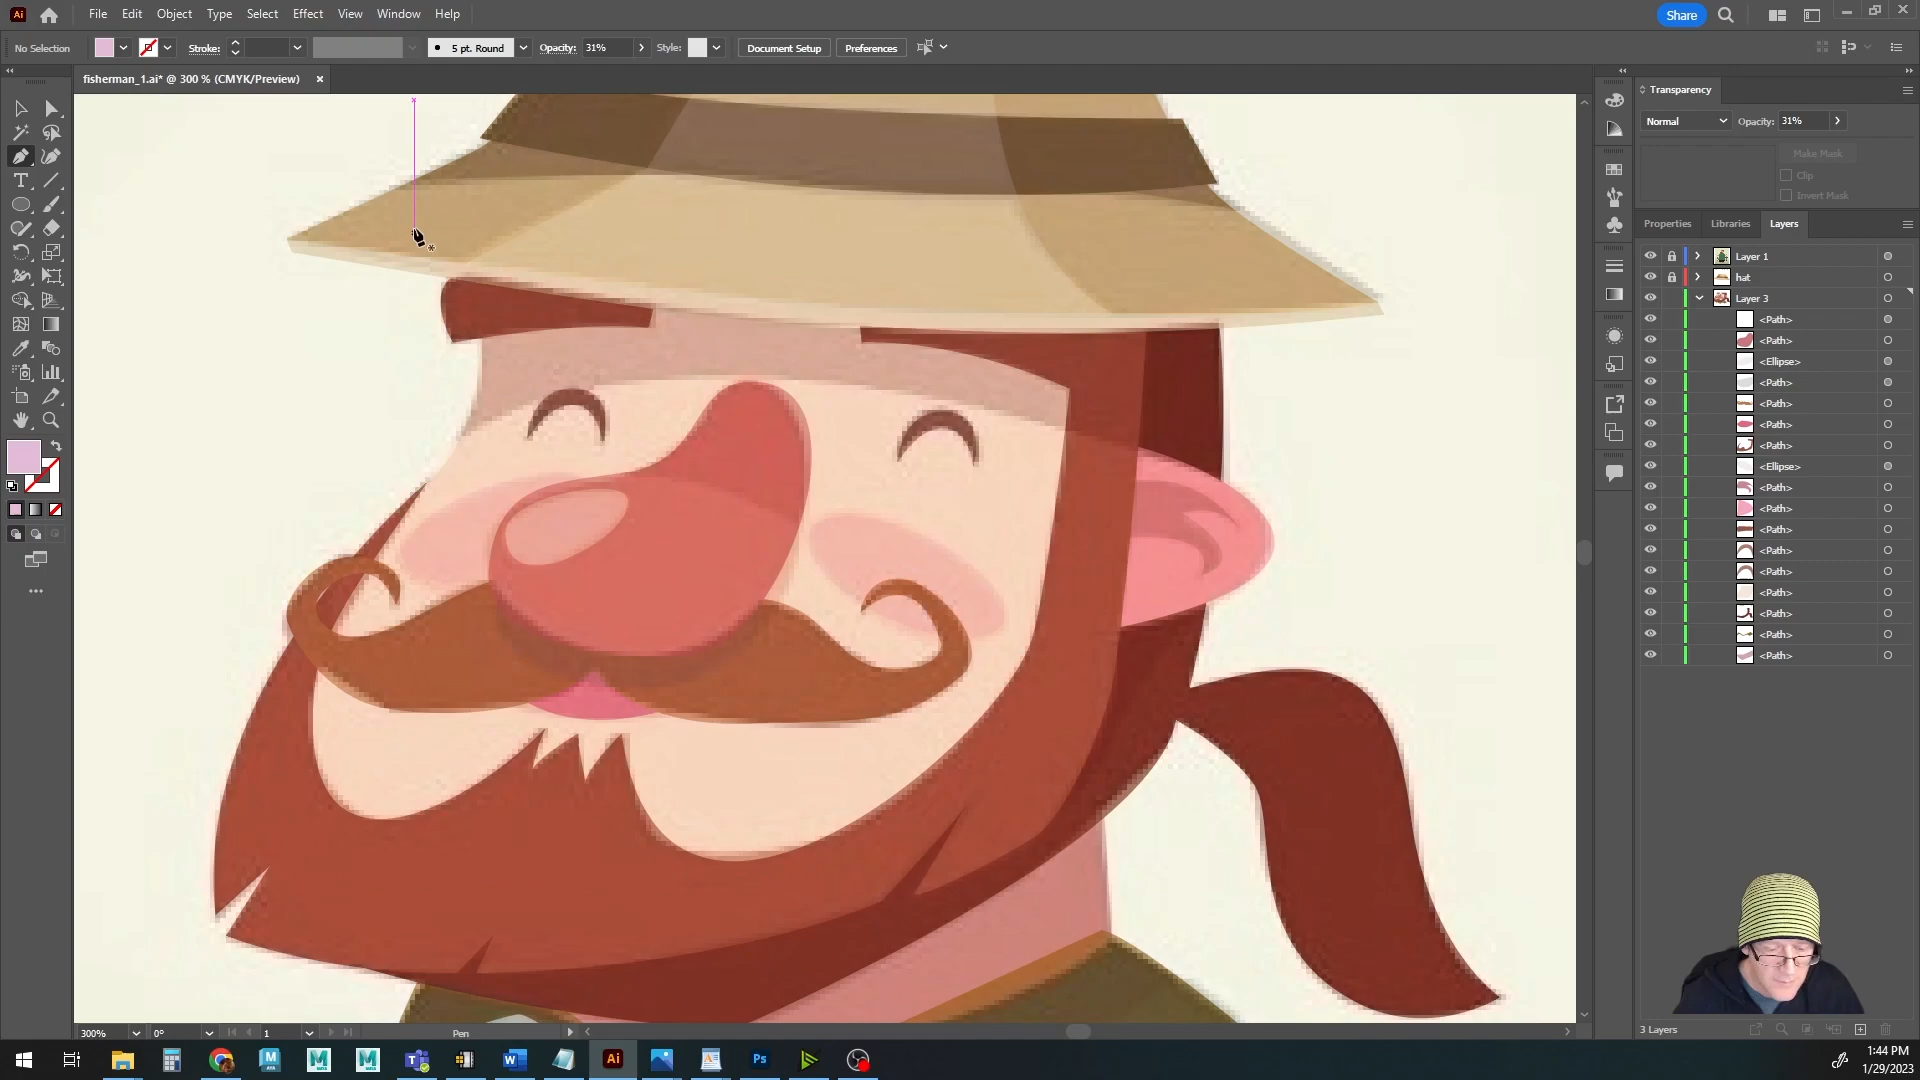 Ai File Edit Object Type Select Effect View Window Help Share
No Selection Stroke: 5 pt. Round Opacity: 31% Style: Document Setup Preferences
fisherman_1.ai* @ 300 % (CMYK/Preview) ×
Transparency
Normal Opacity: 31%
Make Mask
Clip
Invert Mask
Properties Libraries Layers
Layer 1
hat
Layer 3
<Path>
<Path>
<Ellipse>
<Path>
<Path>
<Path>
<Path>
<Ellipse>
<Path>
<Path>
<Path>
<Path>
<Path>
<Path>
<Path>
<Path>
<Path>
3 Layers
300% 0° 1 Pen
Ai Ps
1:44 PM
1/29/2023